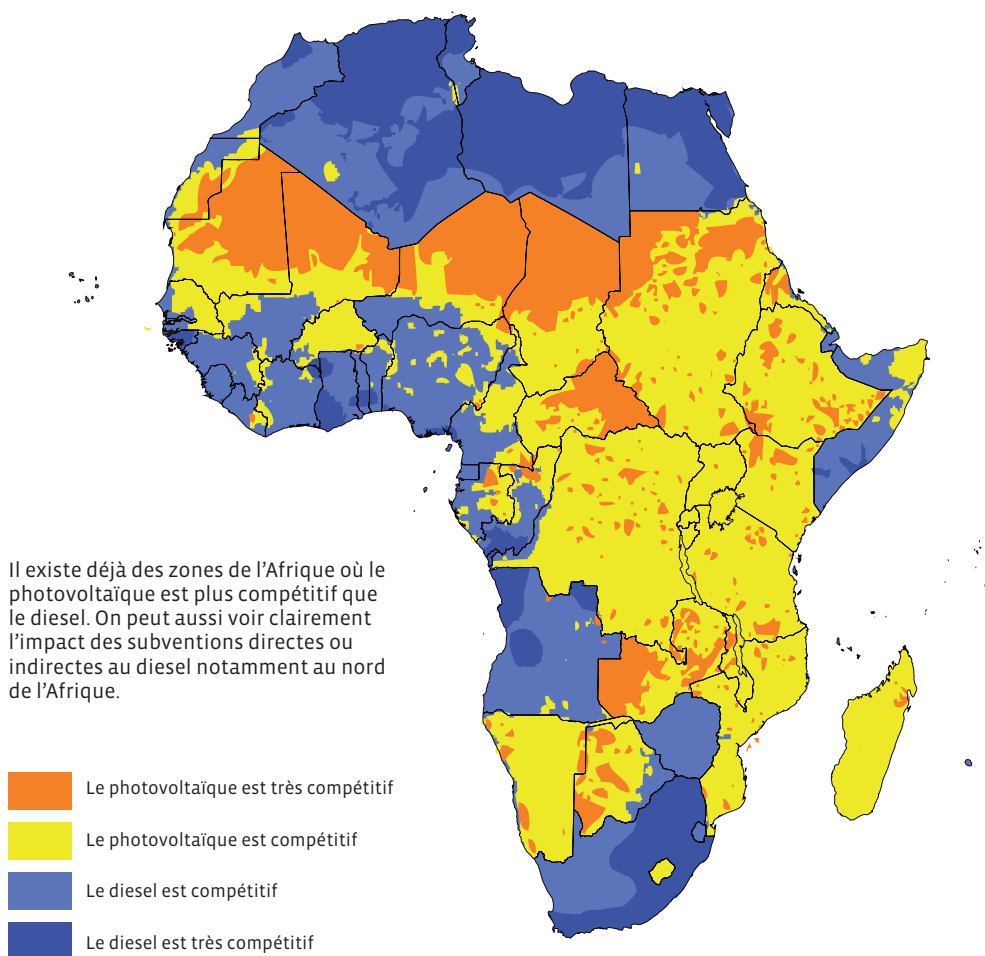 Il existe déjà des zones de l'Afrique où le
photovoltaïque est plus compétitif que
le diesel. On peut aussi voir clairement
l'impact des subventions directes ou
indirectes au diesel notamment au nord
de l'Afrique.
Le photovoltaïque est très compétitif
Le photovoltaïque est compétitif
Le diesel est compétitif
Le diesel est très compétitif